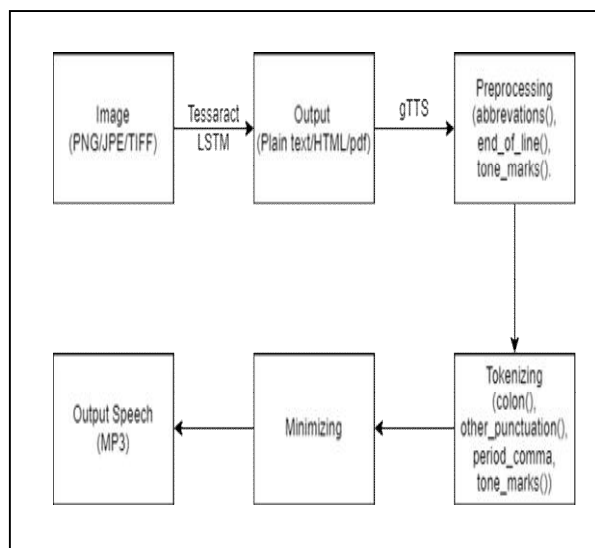 Image
(PNG/JPE/TIFF)
Tessaract
LSTM
Output
(Plain text/HTML/pdf)
gTTS
Preprocessing
(abbrevations(),
end_of_line(),
tone_marks().
Tokenizing
(colon(),
other_punctuation(),
period_comma,
tone_marks())
Minimizing
Output Speech
(MP3)